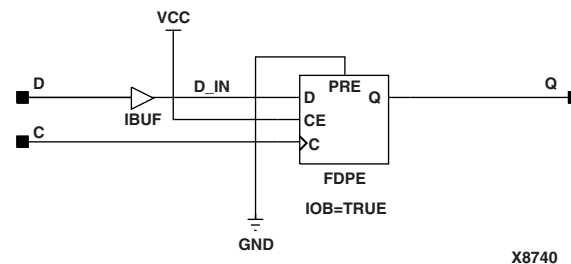 VCC
D
D_IN
PRE
Q
Q
D
IBUF
CE
C
C
FDPE
IOB=TRUE
GND
X8740